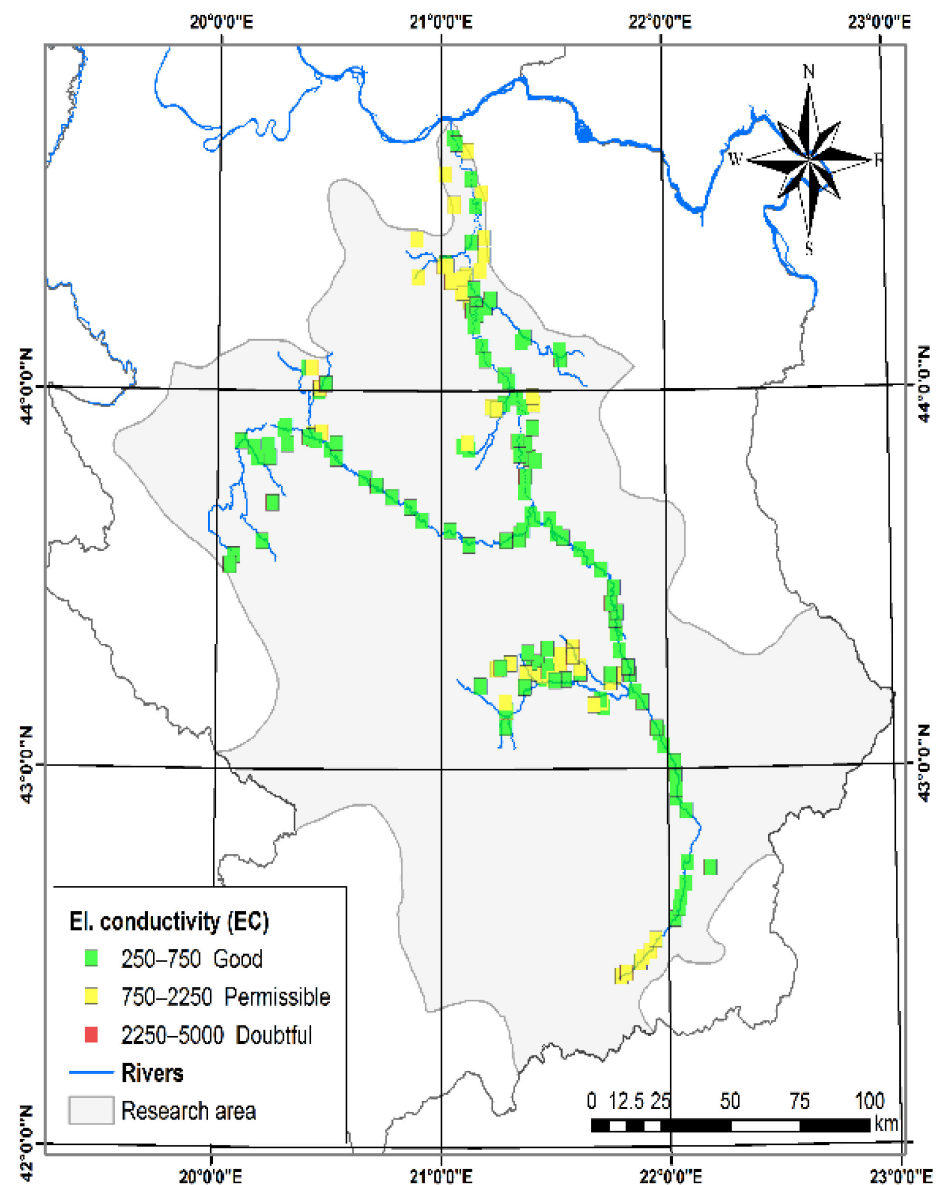 20°0'0"E 21°0'0"E 22°0'0"E 23°0'0"E
N
W E
S
44°0'0"N 44°0'0"N
43°0'0"N 43°0'0"N
El. conductivity (EC)
250–750 Good
750–2250 Permissible
2250–5000 Doubtful
Rivers
Research area
0 12.5 25 50 75 100
km
42°0'0"N 42°0'0"N
20°0'0"E 21°0'0"E 22°0'0"E 23°0'0"E